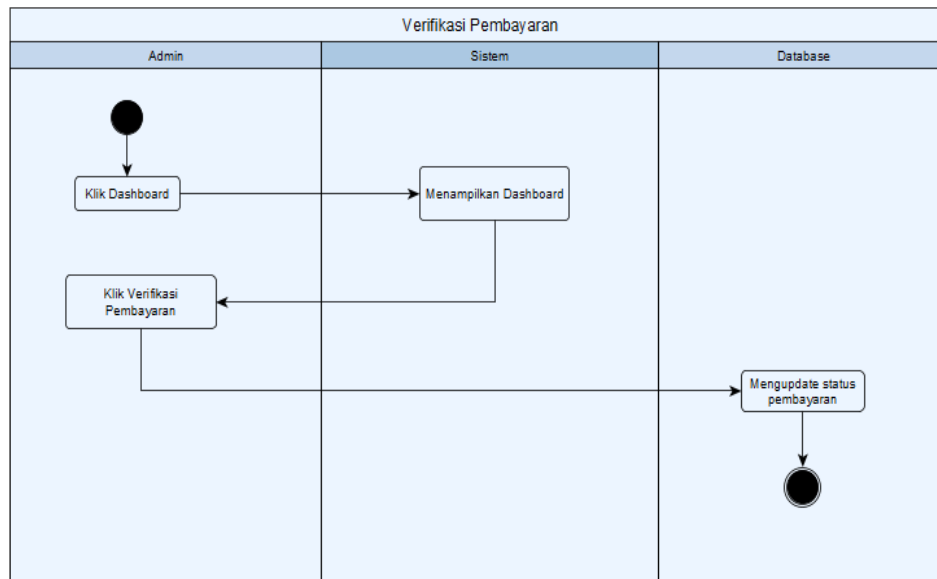 Verifikasi Pembayaran
Admin
Sistem
Database
Klik Dashboard
Menampilkan Dashboard
Klik Verifikasi
Pembayaran
Mengupdate status
pembayaran